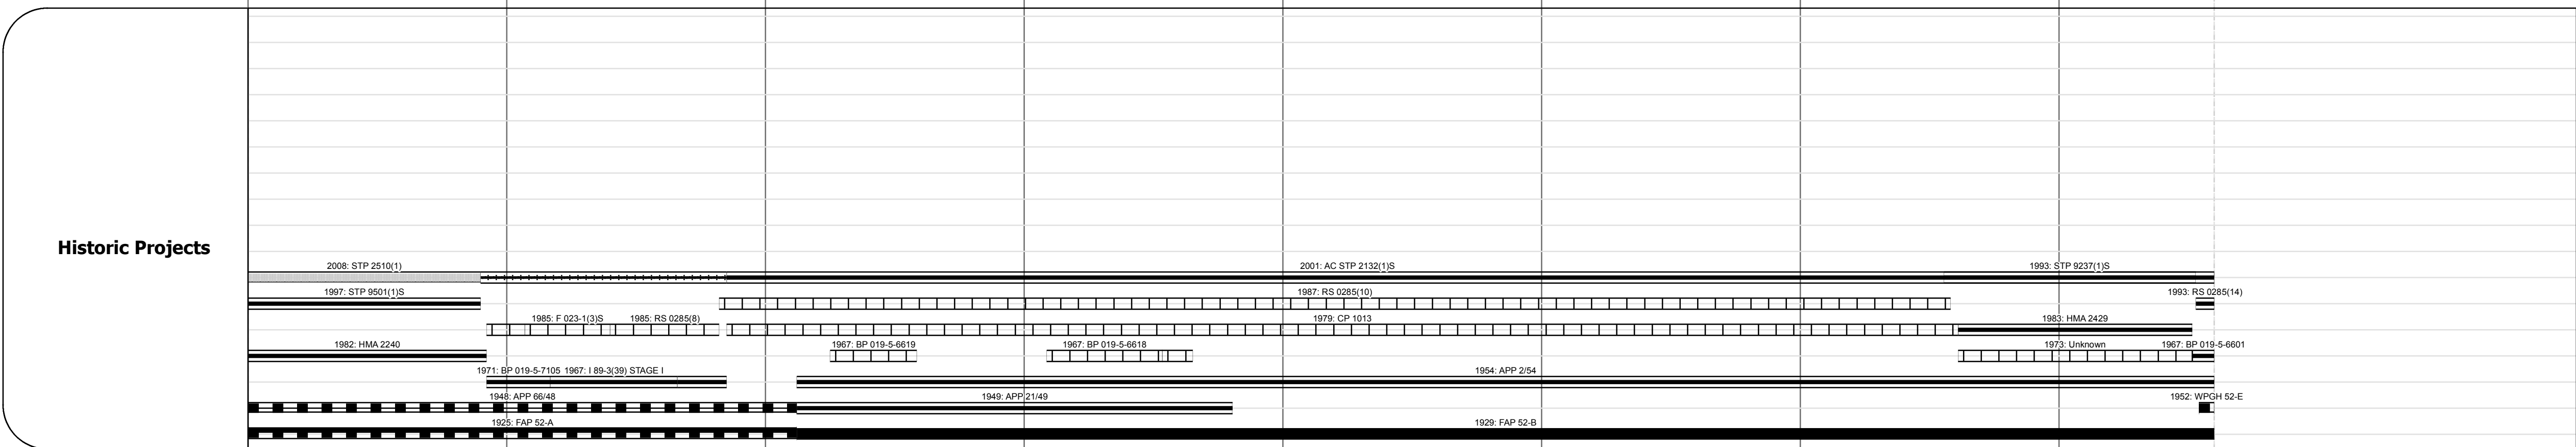 Historic Projects
2008: STP 2510(1)
2001: AC STP 2132(1)S
1993: STP 9237(1)S
1997: STP 9501(1)S
1987: RS 0285(10)
1993: RS 0285(14)
1985: F 023-1(3)S
1985: RS 0285(8)
1979: CP 1013
1983: HMA 2429
1982: HMA 2240
1967: BP 019-5-6619
1967: BP 019-5-6618
1973: Unknown
1967: BP 019-5-6601
1971: BP 019-5-7105
1967: I 89-3(39) STAGE I
1954: APP 2/54
1948: APP 66/48
1949: APP 21/49
1952: WPGH 52-E
1925: FAP 52-A
1929: FAP 52-B